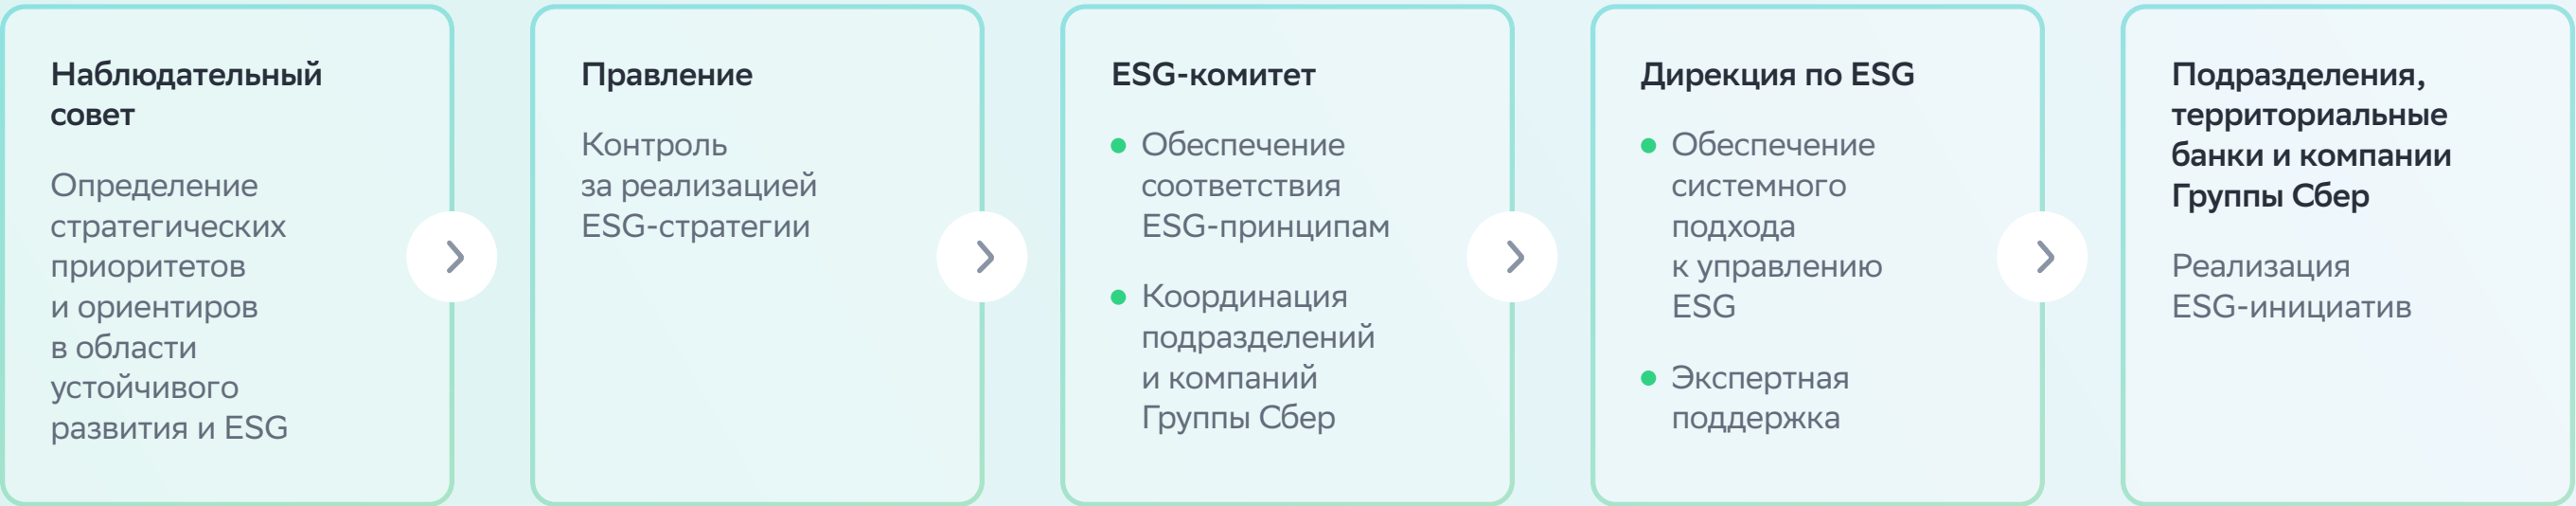 Наблюдательный
совет
Определение
стратегических
приоритетов
и ориентиров
в области
устойчивого
развития и ESG
Правление
Контроль
за реализацией
ESG-стратегии
ESG-комитет
Обеспечение
соответствия
ESG-принципам
Координация
подразделений
и компаний
Группы Сбер
Дирекция по ESG
Обеспечение
системного
подхода
к управлению
ESG
Экспертная
поддержка
Подразделения,
территориальные
банки и компании
Группы Сбер
Реализация
ESG-инициатив